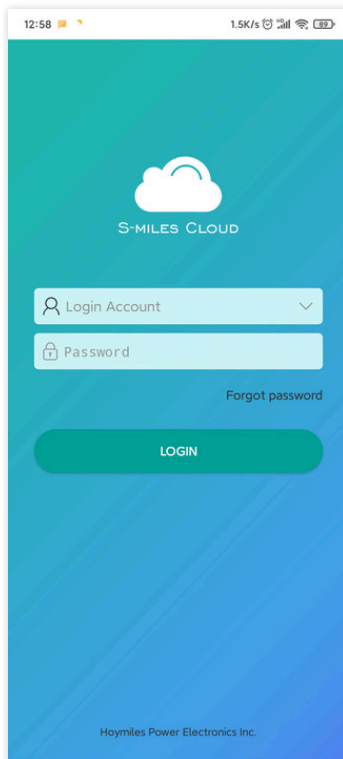 12:58
1.5K/s 89
S-MILES CLOUD
Login Account
Password
Forgot password
LOGIN
Hoymiles Power Electronics Inc.